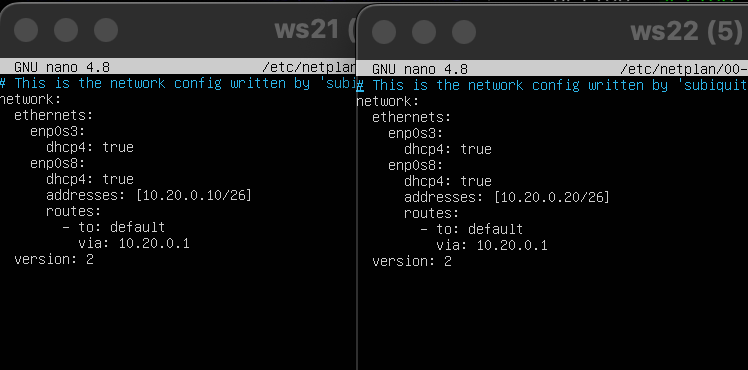 ws21 (
GNU nano 4.8 /etc/netplan
# This is the network config written by 'subi
network:
ethernets:
enp0s3:
dhcp4: true
enp0s8:
dhcp4: true
addresses: [10.20.0.10/26]
routes:
- to: default
via: 10.20.0.1
version: 2
ws22 (5)
GNU nano 4.8 /etc/netplan/00-
# This is the network config written by 'subiquit
network:
ethernets:
enp0s3:
dhcp4: true
enp0s8:
dhcp4: true
addresses: [10.20.0.20/26]
routes:
- to: default
via: 10.20.0.1
version: 2